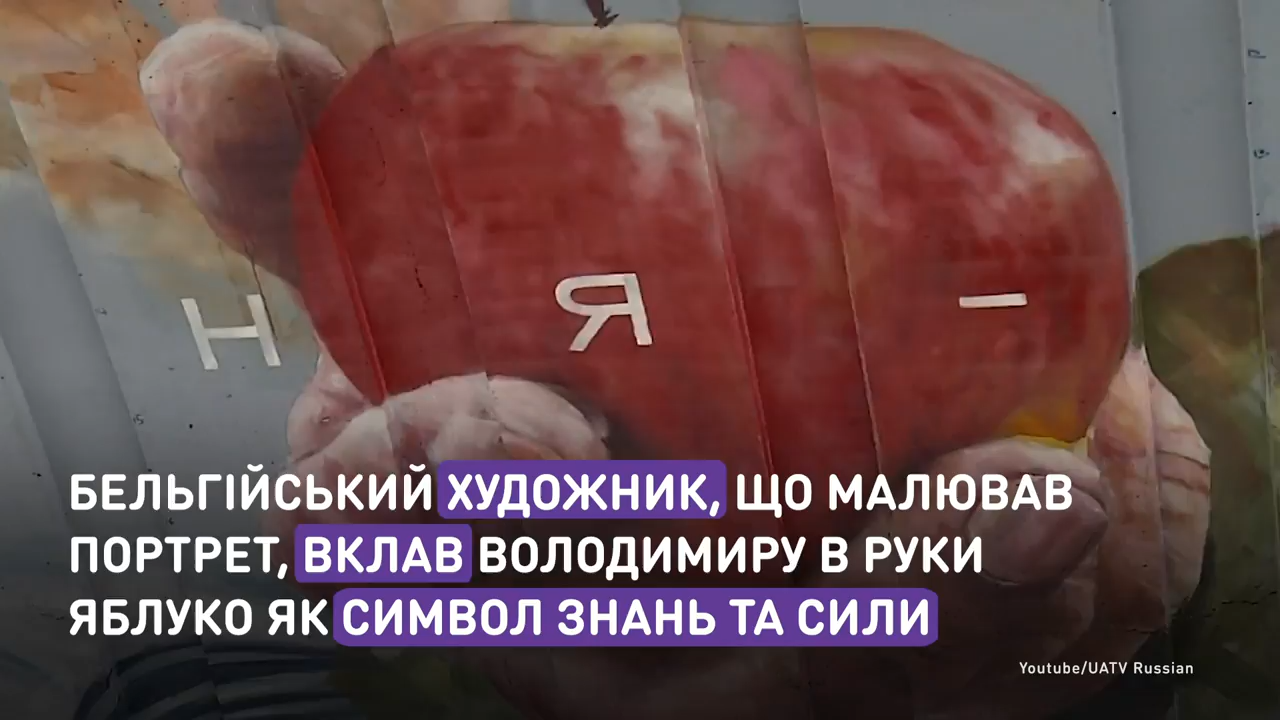 Н Я –
БЕЛЬГІЙСЬКИЙ ХУДОЖНИК, ЩО МАЛЮВАВ
ПОРТРЕТ, ВКЛАВ ВОЛОДИМИРУ В РУКИ
ЯБЛУКО ЯК СИМВОЛ ЗНАНЬ ТА СИЛИ
Youtube/UATV Russian